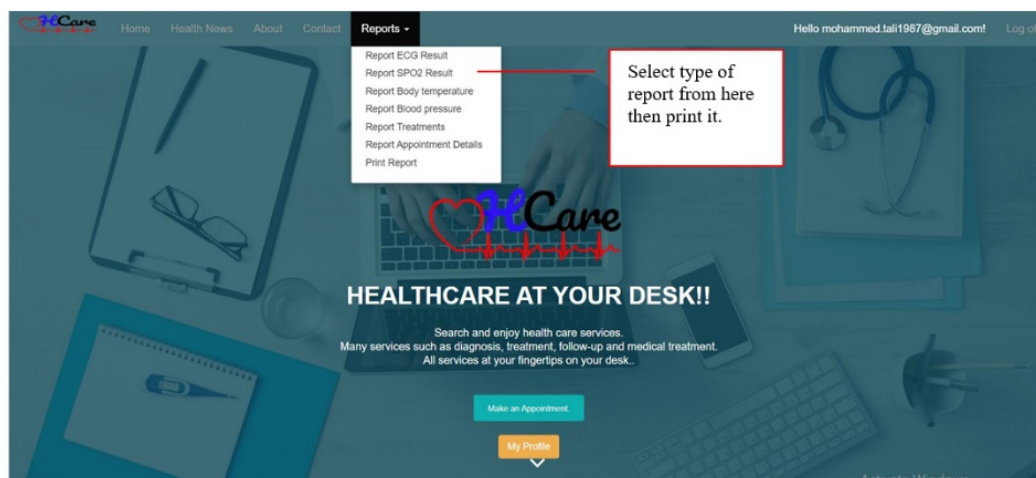 HCare
Home Health News About Contact Reports Hello mohammed.tali1987@gmail.com! Log of
Report ECG Result
Report SPO2 Result
Report Body temperature
Report Blood pressure
Report Treatments
Report Appointment Details
Print Report
Select type of
report from here
then print it.
HCare
HEALTHCARE AT YOUR DESK!!
Search and enjoy health care services.
Many services such as diagnosis, treatment, follow-up and medical treatment.
All services at your fingertips on your desk..
Make an Appointment.
My Profile
Activate Windows